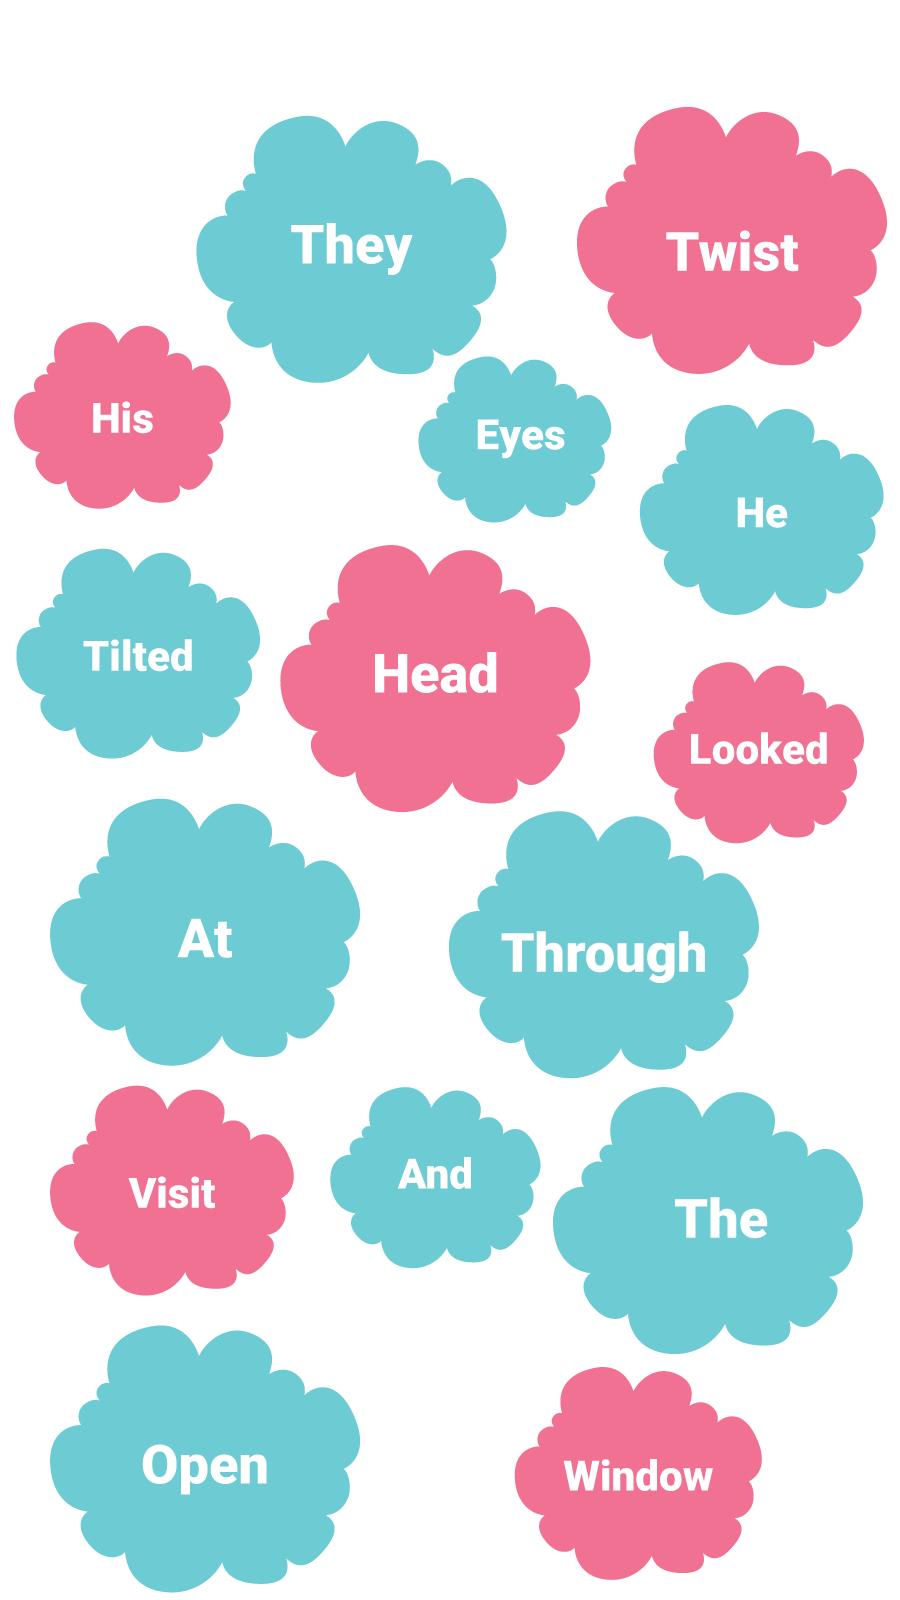 They
Twist
His
Eyes
He
Tilted
Head
Looked
At
Through
Visit
And
The
Open
Window